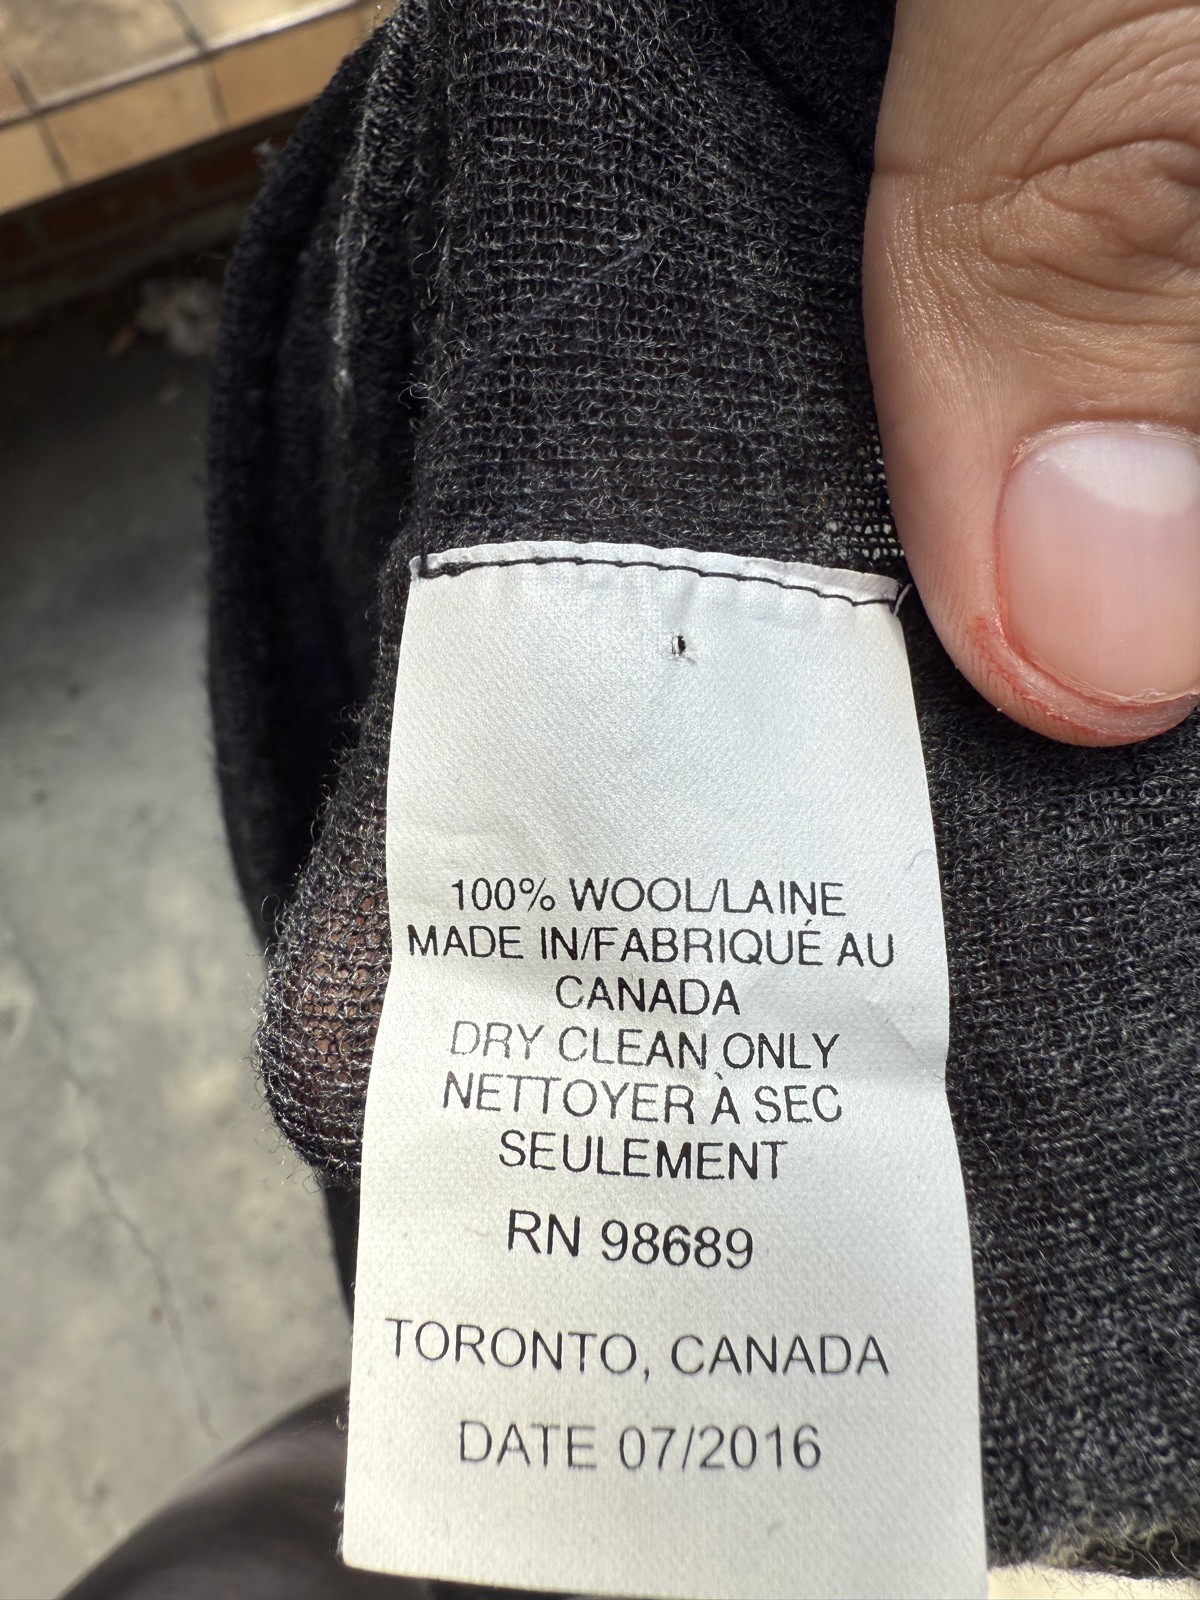 100% WOOL/LAINE
MADE IN/FABRIQUÉ AU
CANADA
DRY CLEAN ONLY
NETTOYER À SEC
SEULEMENT
RN 98689
TORONTO, CANADA
DATE 07/2016